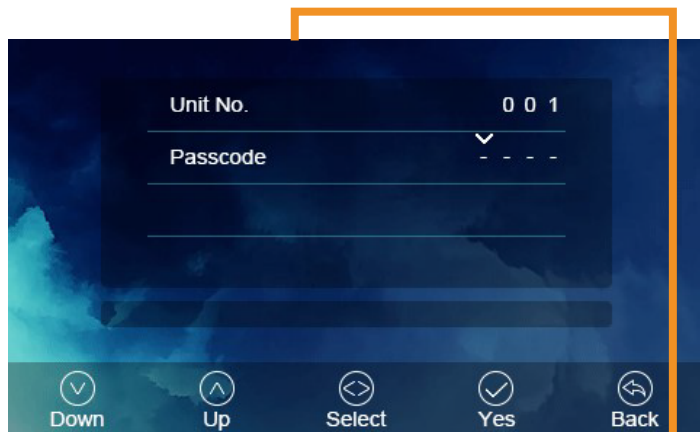 Unit No. 0 0 1
Passcode - - - -
Down Up Select Yes Back